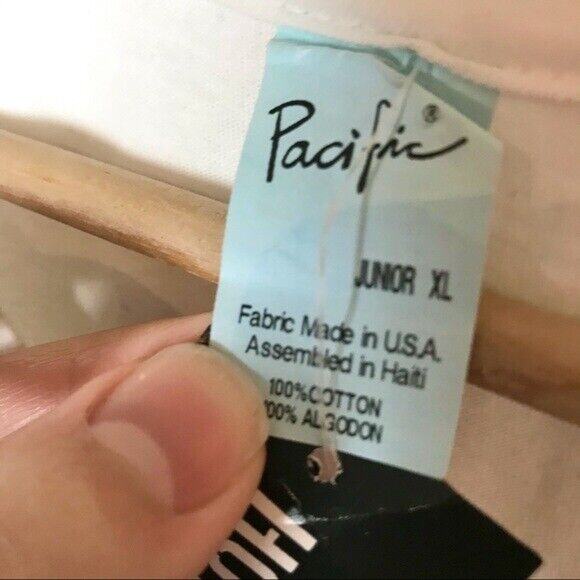 Pacific®
JUNIOR XL
Fabric Made in U.S.A.
Assembled in Haiti
100% COTTON
100% ALGODON